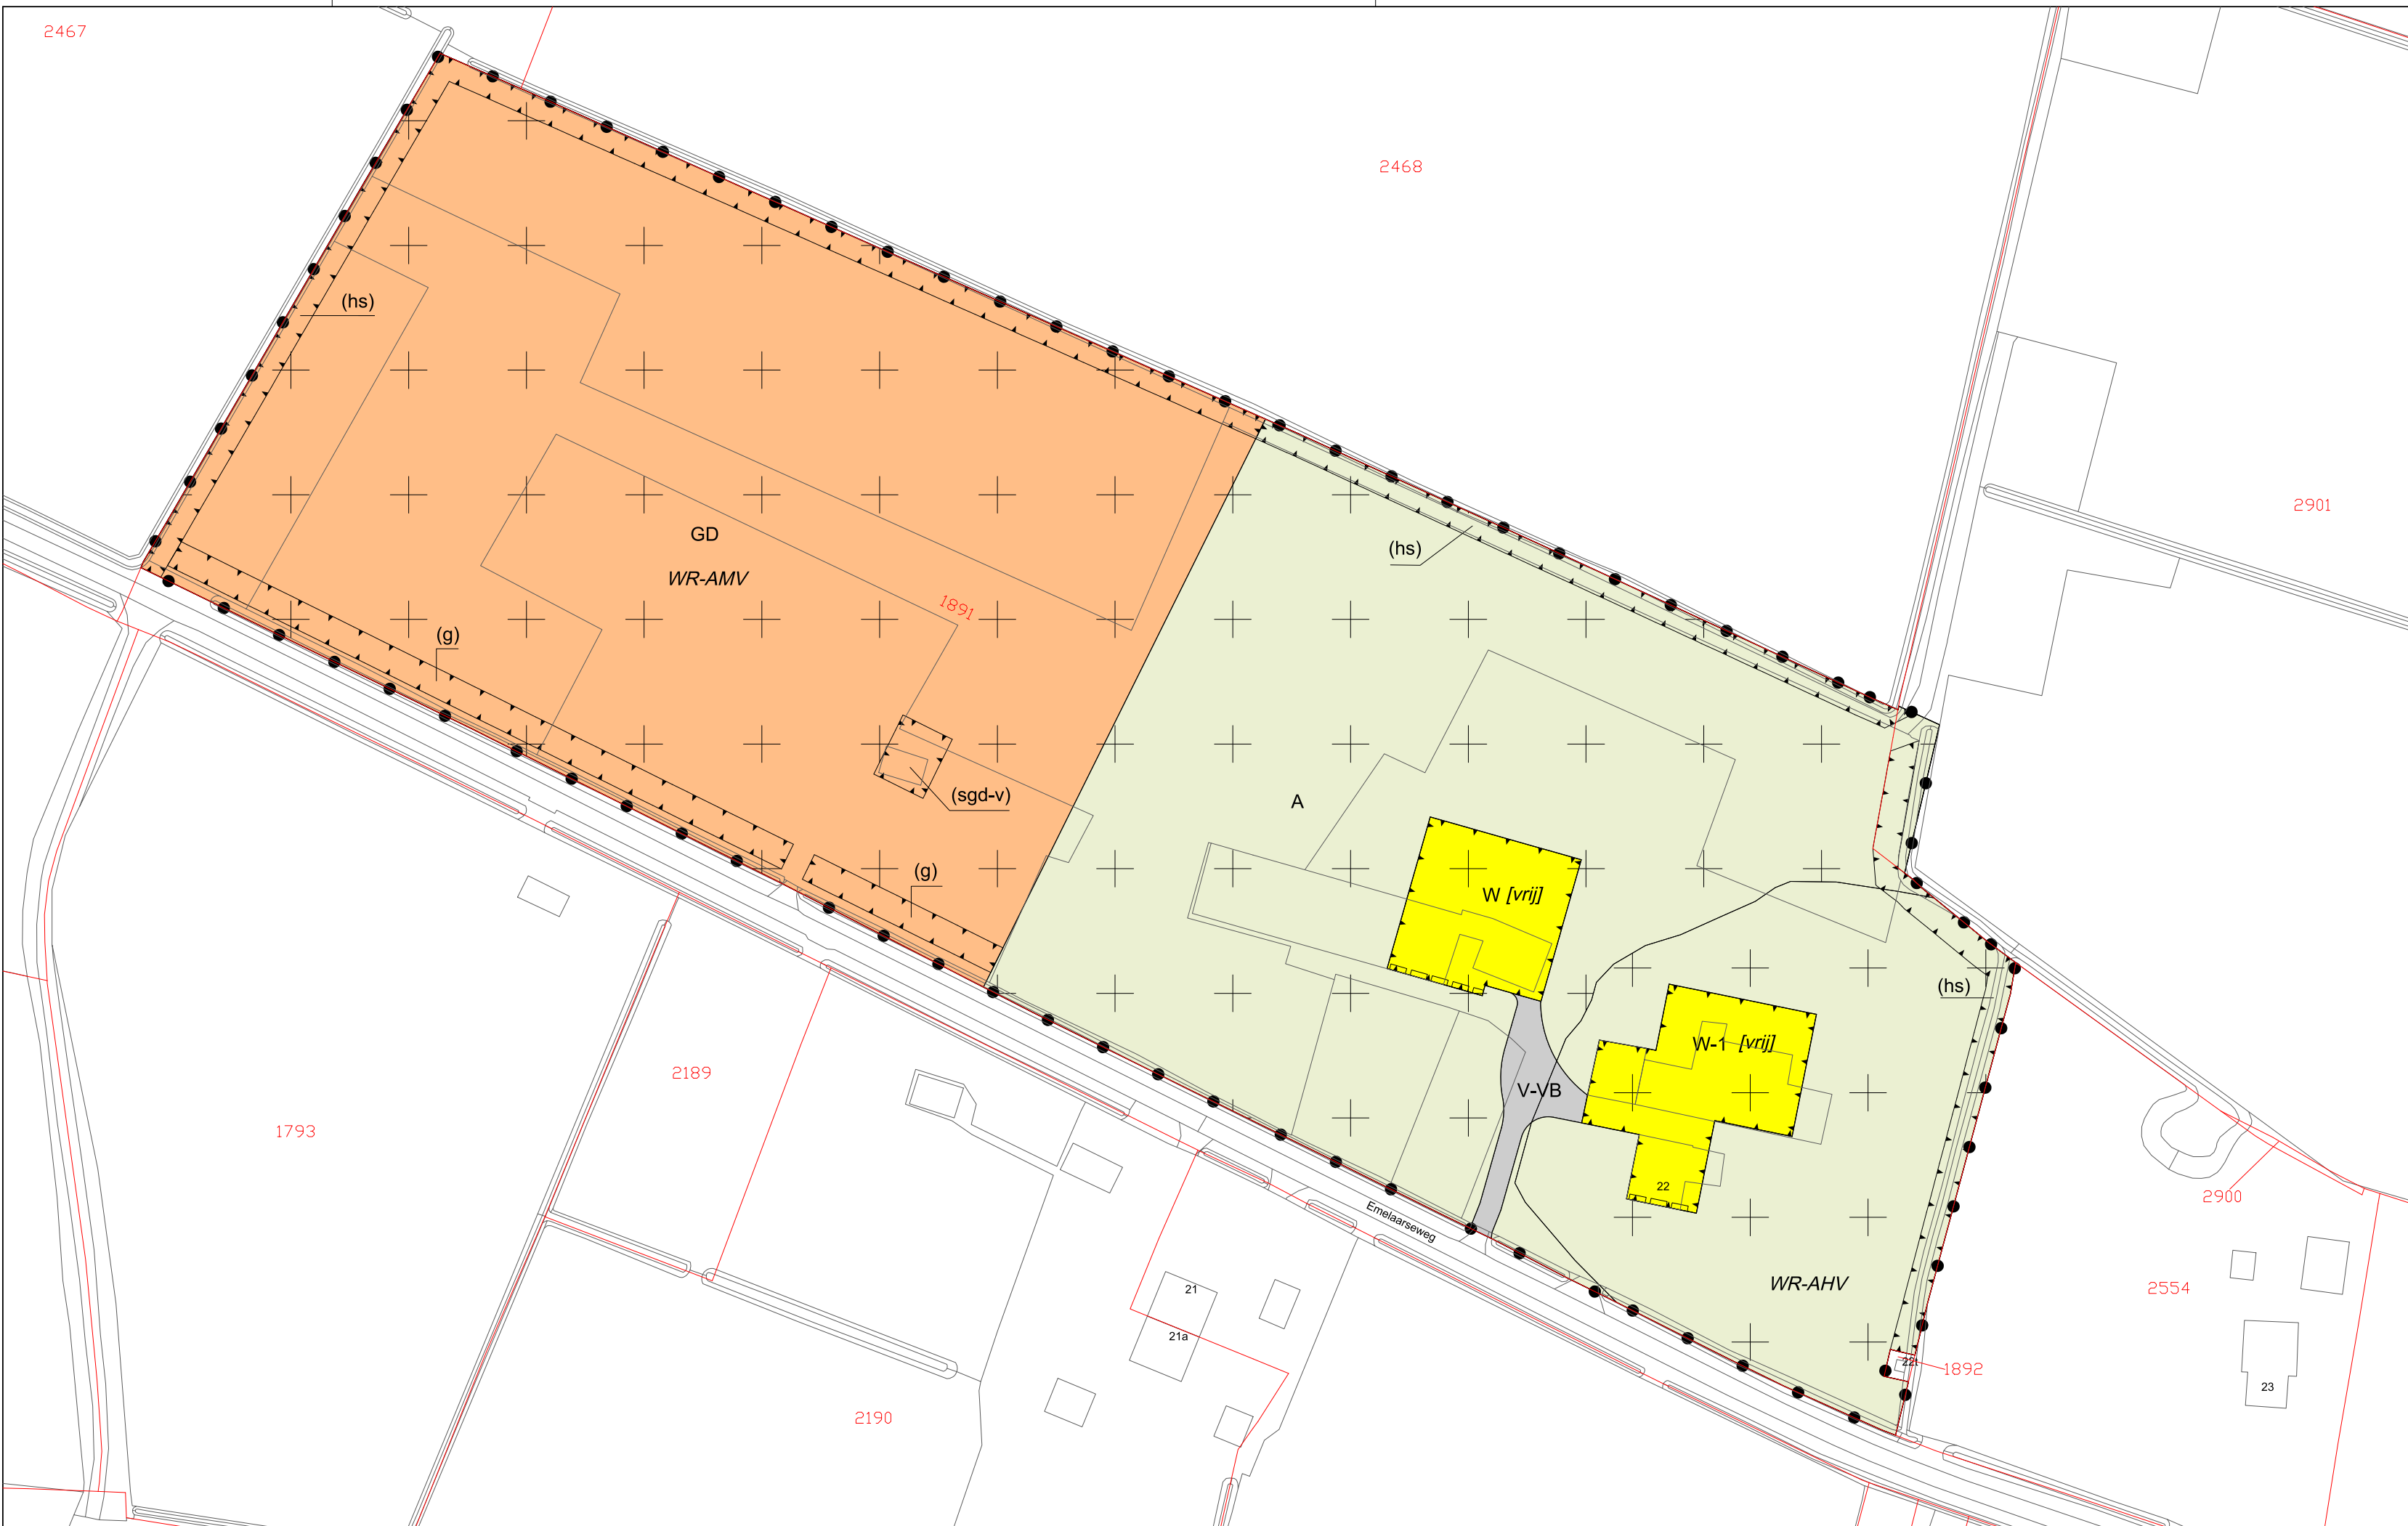 2467
2468
(hs)
2901
GD
(hs)
WR-AMV
1891
(g)
(sgd-v)
A
(g)
W [vrij]
(hs)
W-1 [vrij]
2189
V-VB
1793
22
2900
Emelaarseweg
WR-AHV
21
2554
21a
22t
1892
23
2190